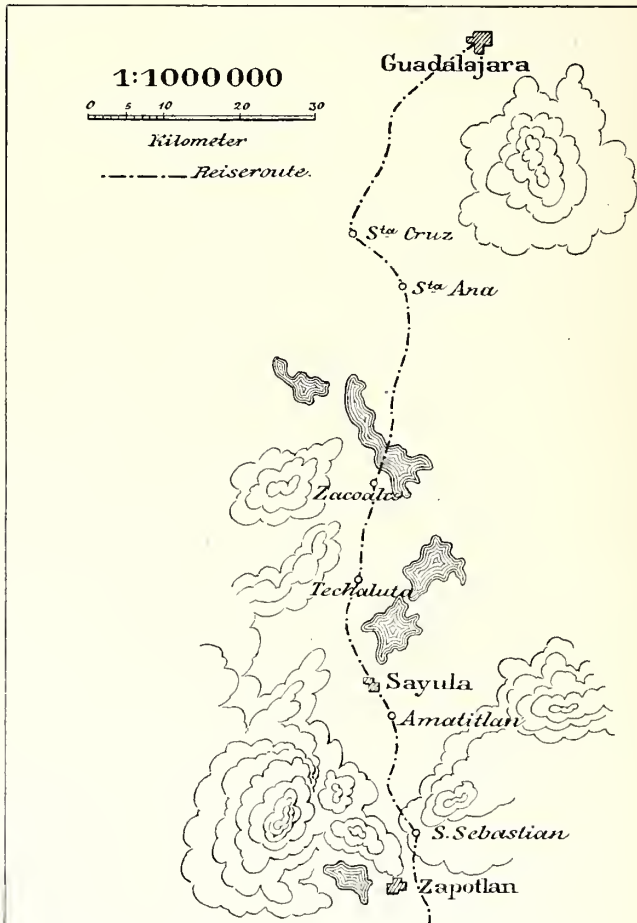 Guadálajara
1:1000000
0 5 10 20 30
Kilometer
Reiseroute.
Sta Cruz
Sta Ana
Zacoalco
Techaluta
Sayula
Amatitlan
S. Sebastian
Zapotlan